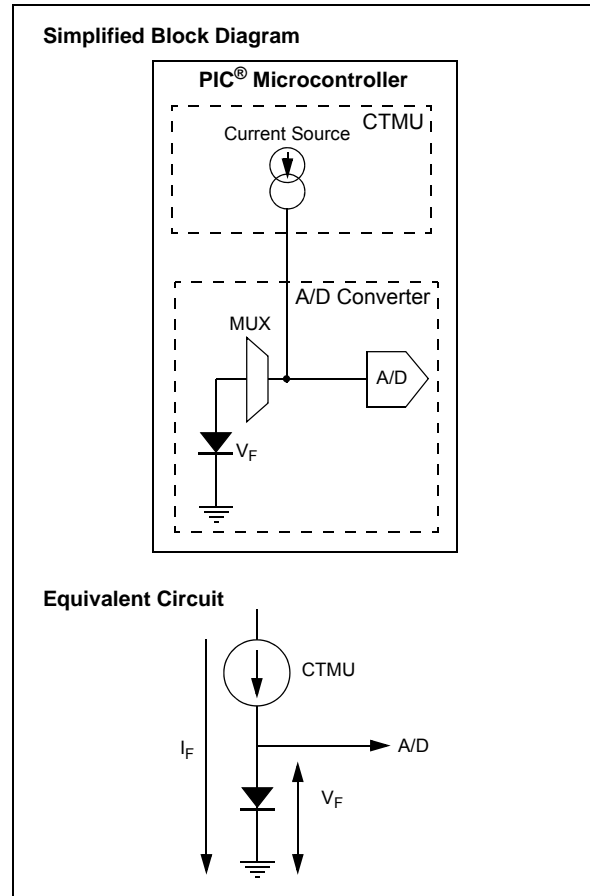 Simplified Block Diagram
PIC® Microcontroller
CTMU
Current Source
A/D Converter
MUX
A/D
VF
Equivalent Circuit
CTMU
IF
A/D
VF